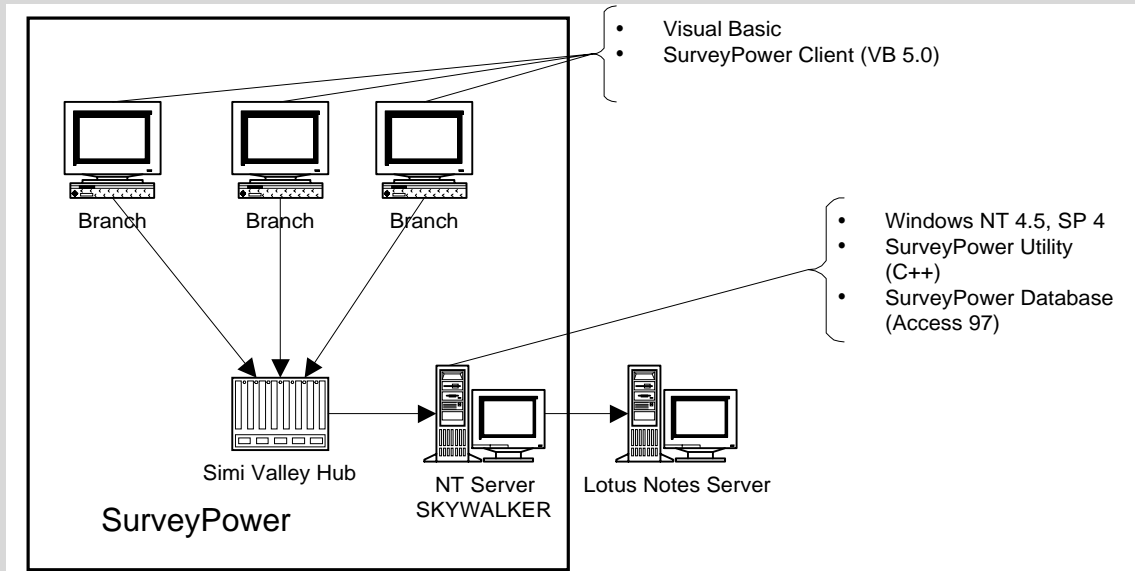 • Visual Basic
• SurveyPower Client (VB 5.0)
Branch
Branch
Branch
• Windows NT 4.5, SP 4
• SurveyPower Utility
(C++)
• SurveyPower Database
(Access 97)
Simi Valley Hub
NT Server
SKYWALKER
Lotus Notes Server
SurveyPower